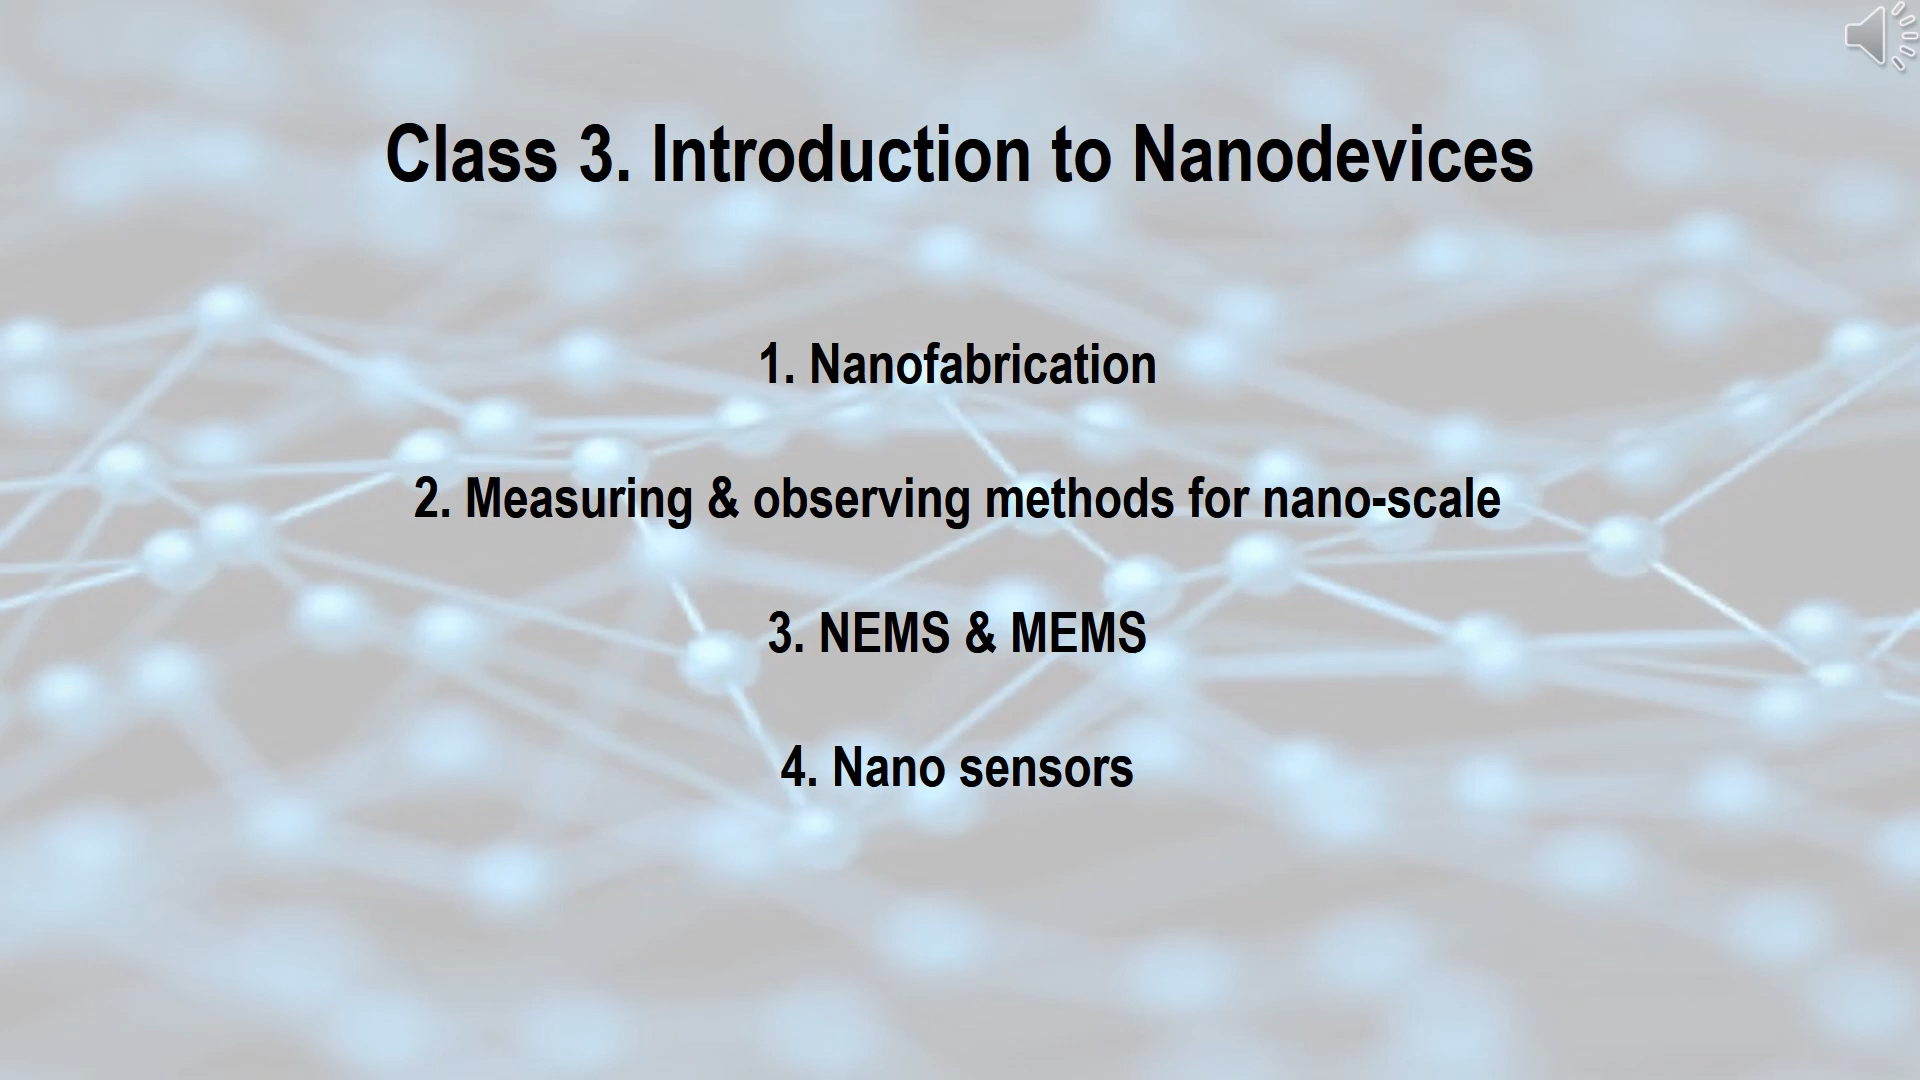 Class 3. Introduction to Nanodevices
1. Nanofabrication
2. Measuring & observing methods for nano-scale
3. NEMS & MEMS
4. Nano sensors